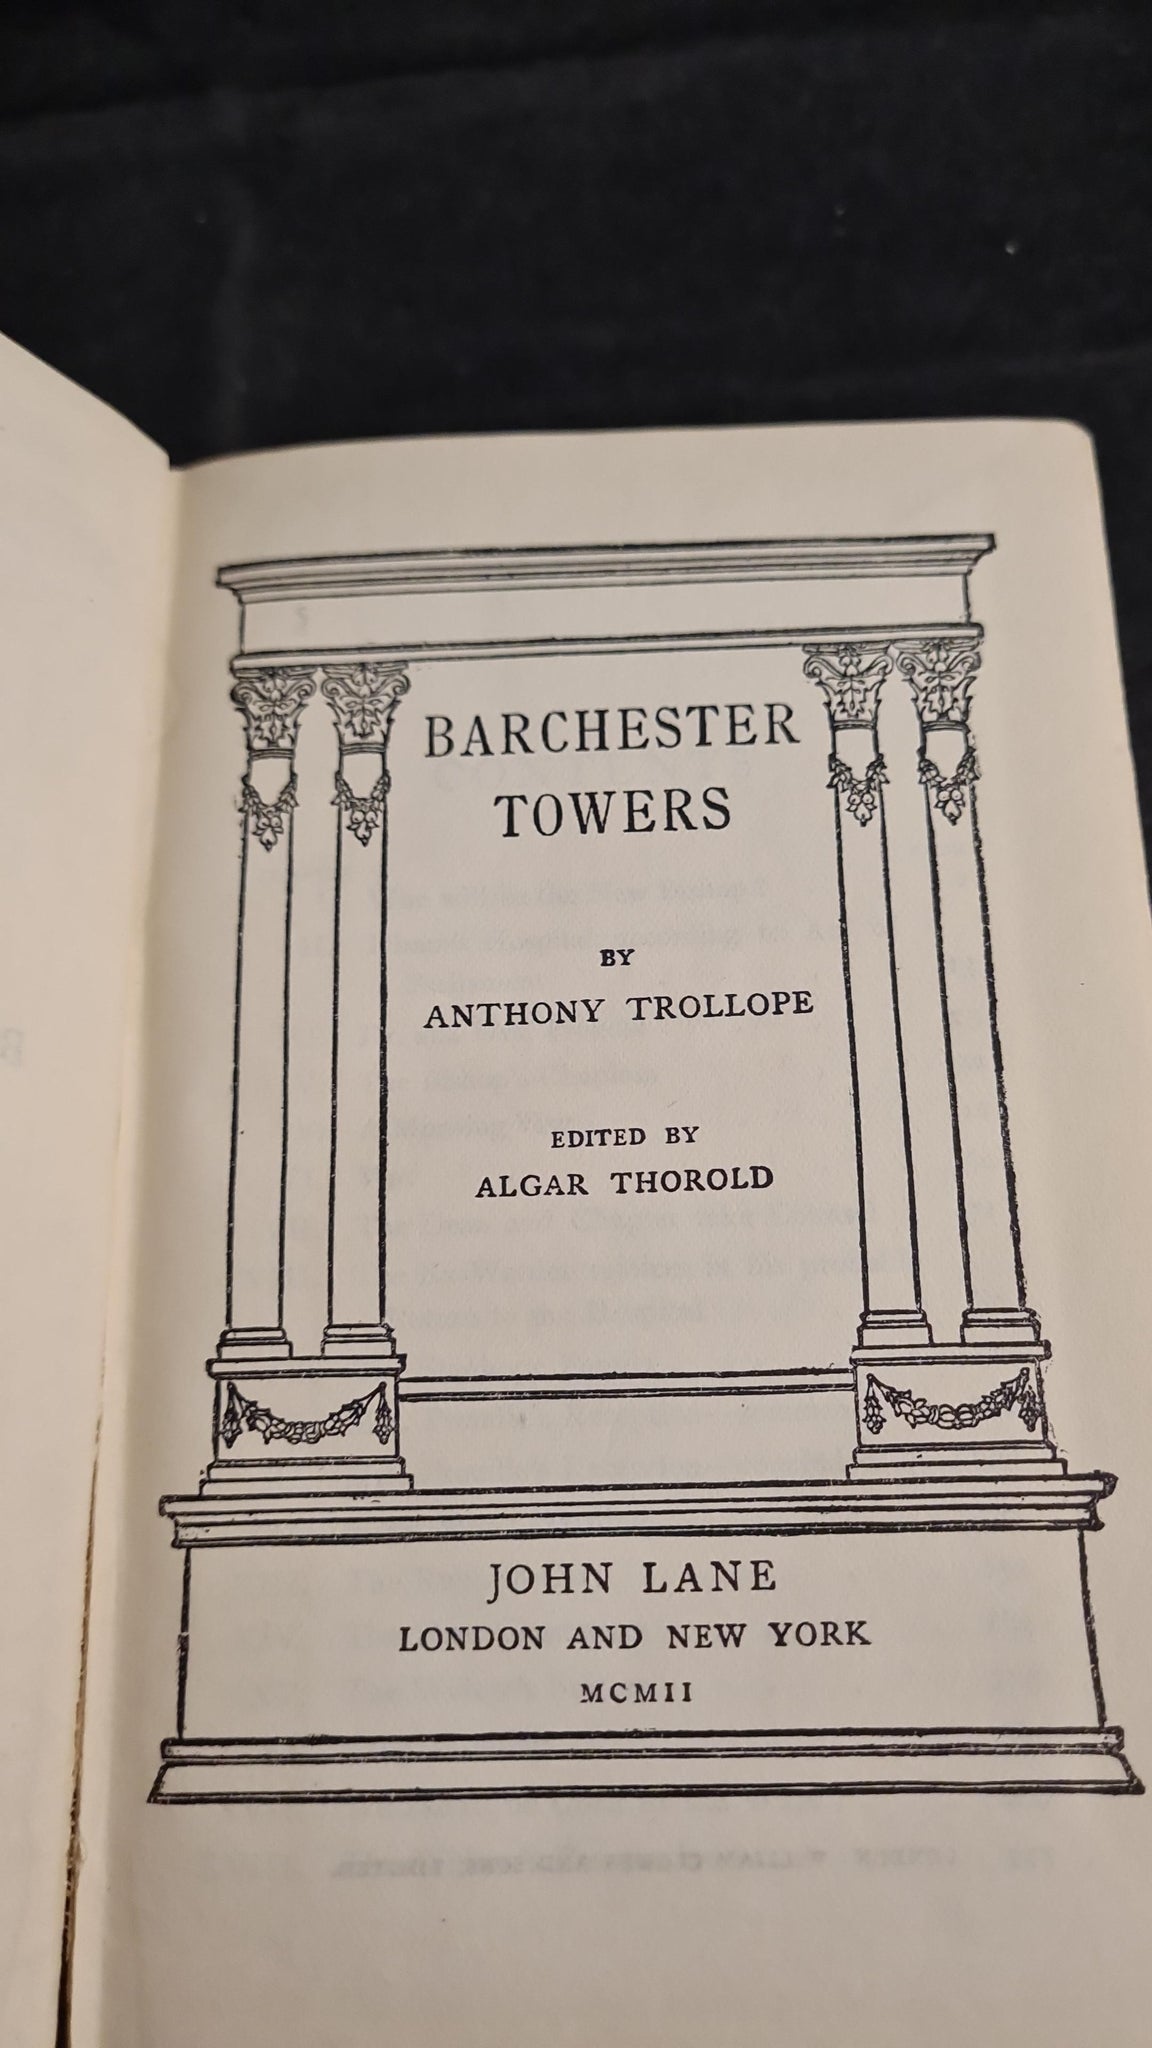 BARCHESTER
TOWERS
BY
ANTHONY TROLLOPE
EDITED BY
ALGAR THOROLD
JOHN LANE
LONDON AND NEW YORK
MCMII